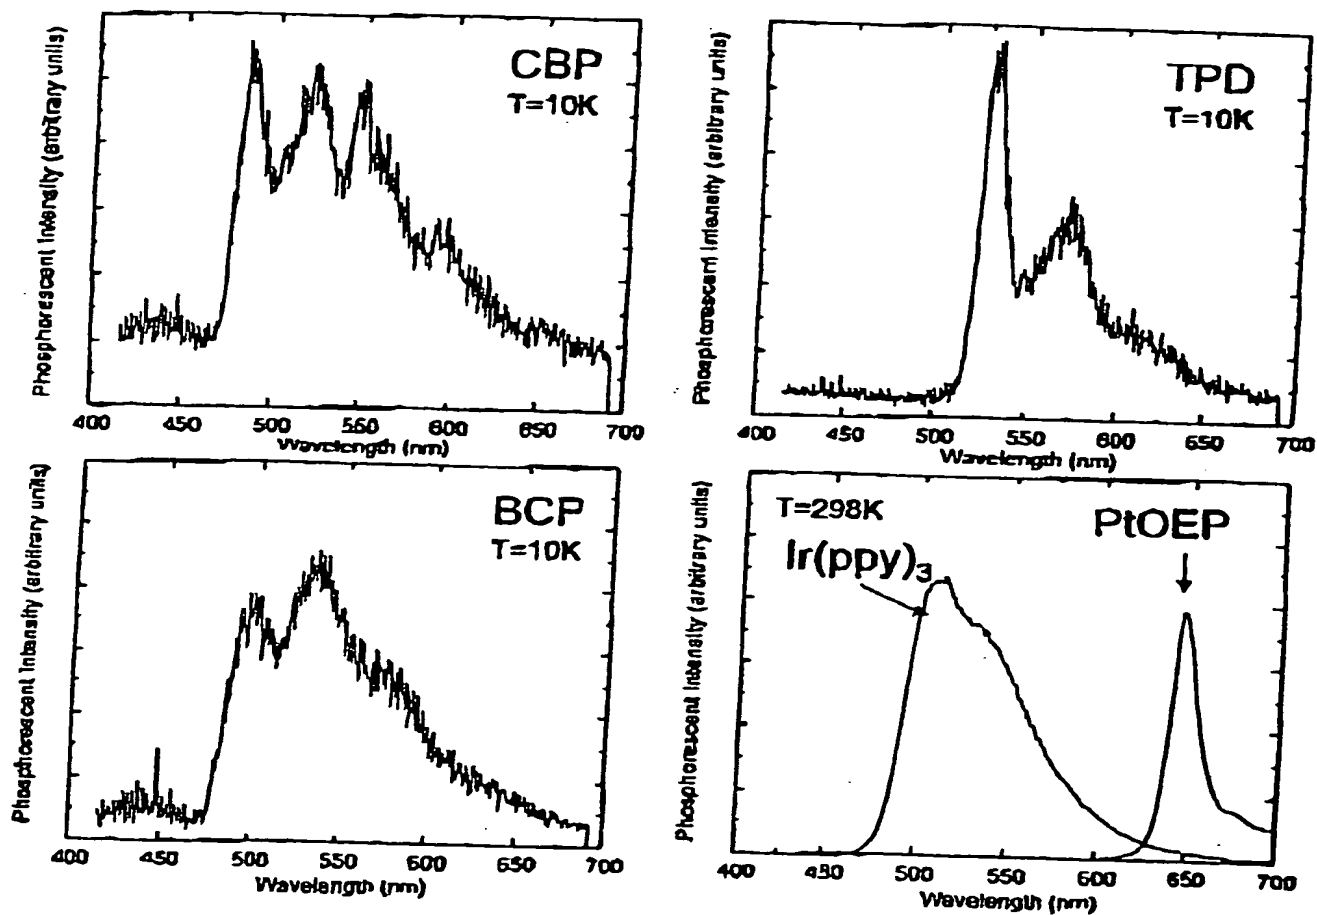 Phosphorescent Intensity (arbitrary units)
CBP
T=10K
400 450 500 550 600 650 700
Wavelength (nm)
Phosphorescent Intensity (arbitrary units)
TPD
T=10K
400 450 500 550 600 650 700
Wavelength (nm)
Phosphorescent Intensity (arbitrary units)
BCP
T=10K
400 450 500 550 600 650 700
Wavelength (nm)
Phosphorescent Intensity (arbitrary units)
T=298K
PtOEP
Ir(ppy)₃
400 450 500 550 600 650 700
Wavelength (nm)